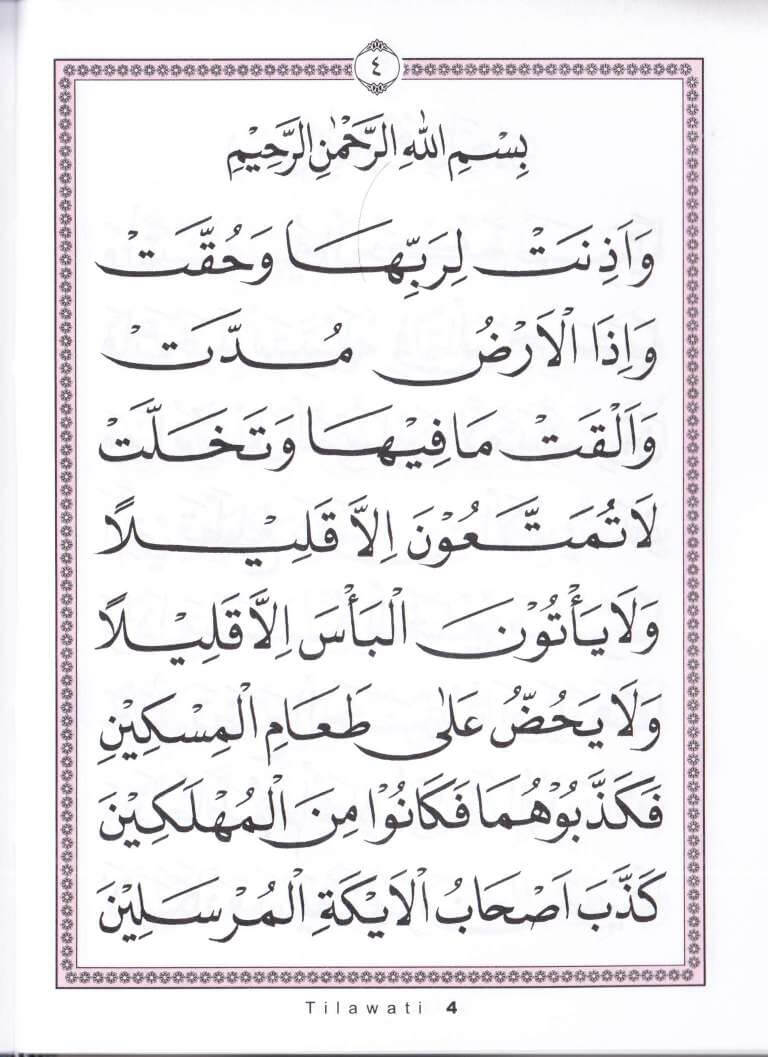 ٤
بِسْمِ اللهِ الرَّحْمٰنِ الرَّحِيْمِ
وَاَذِنَتْ لِرَبِّهَا وَحُقَّتْ
وَاِذَا الْاَرْضُ مُدَّتْ
وَاَلْقَتْ مَا فِيْهَا وَتَخَلَّتْ
لَا تُمَتَّعُوْنَ اِلَّا قَلِيْلًا
وَلَا يَأْتُوْنَ الْبَأْسَ اِلَّا قَلِيْلًا
وَلَا يَحُضُّ عَلٰى طَعَامِ الْمِسْكِيْنِ
فَكَذَّبُوْهُمَا فَكَانُوْا مِنَ الْمُهْلَكِيْنَ
كَذَّبَ اَصْحَابُ الْاَيْكَةِ الْمُرْسَلِيْنَ
Tilawati 4